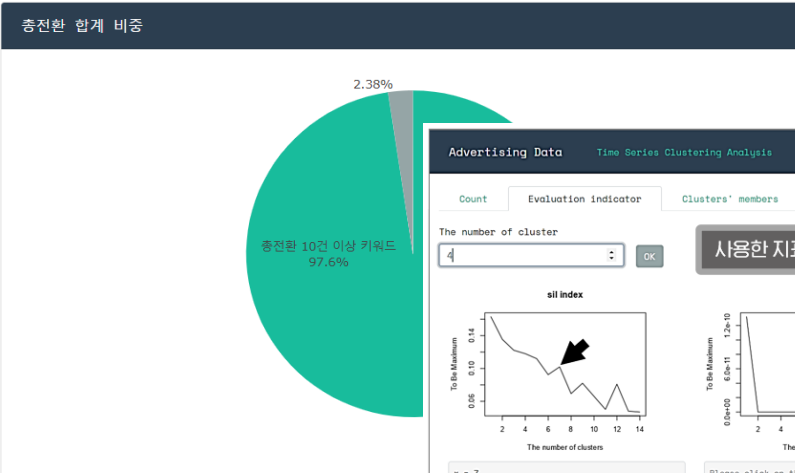 총전환 합계 비중
2.38%
총전환 10건 이상 키워드
97.6%
Advertising Data
Time Series Clustering Analysis
Count
Evaluation indicator
Clusters' members
The number of cluster
4
OK
사용한 지표
sil index
To Be Maximum
0.06 0.10 0.14
2 4 6 8 10 12 14
The number of clusters
To Be Maximum
0.0e+00 6.0e-11 1.2e-10
2 4
The